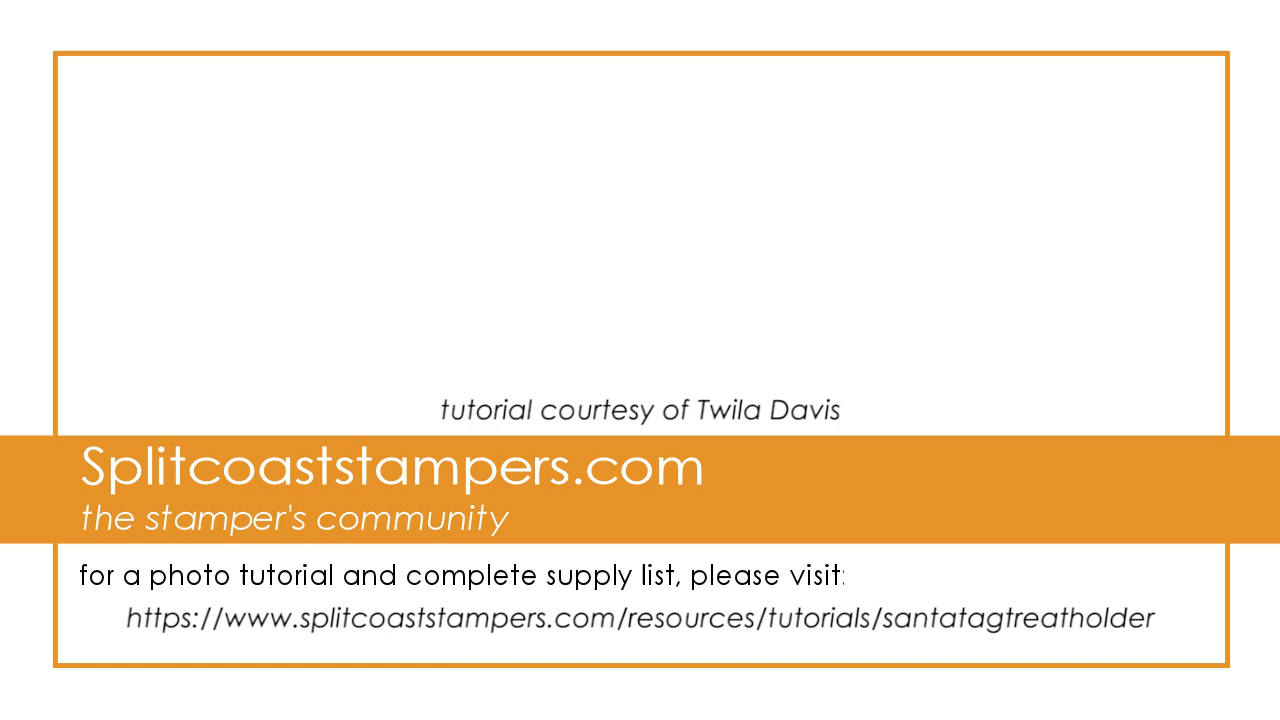 tutorial courtesy of Twila Davis
Splitcoaststampers.com
the stamper's community
for a photo tutorial and complete supply list, please visit:
https://www.splitcoaststampers.com/resources/tutorials/santatagtreatholder